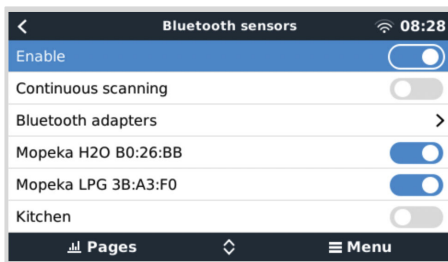 Bluetooth sensors 08:28
Enable
Continuous scanning
Bluetooth adapters
Mopeka H2O B0:26:BB
Mopeka LPG 3B:A3:F0
Kitchen
Pages Menu